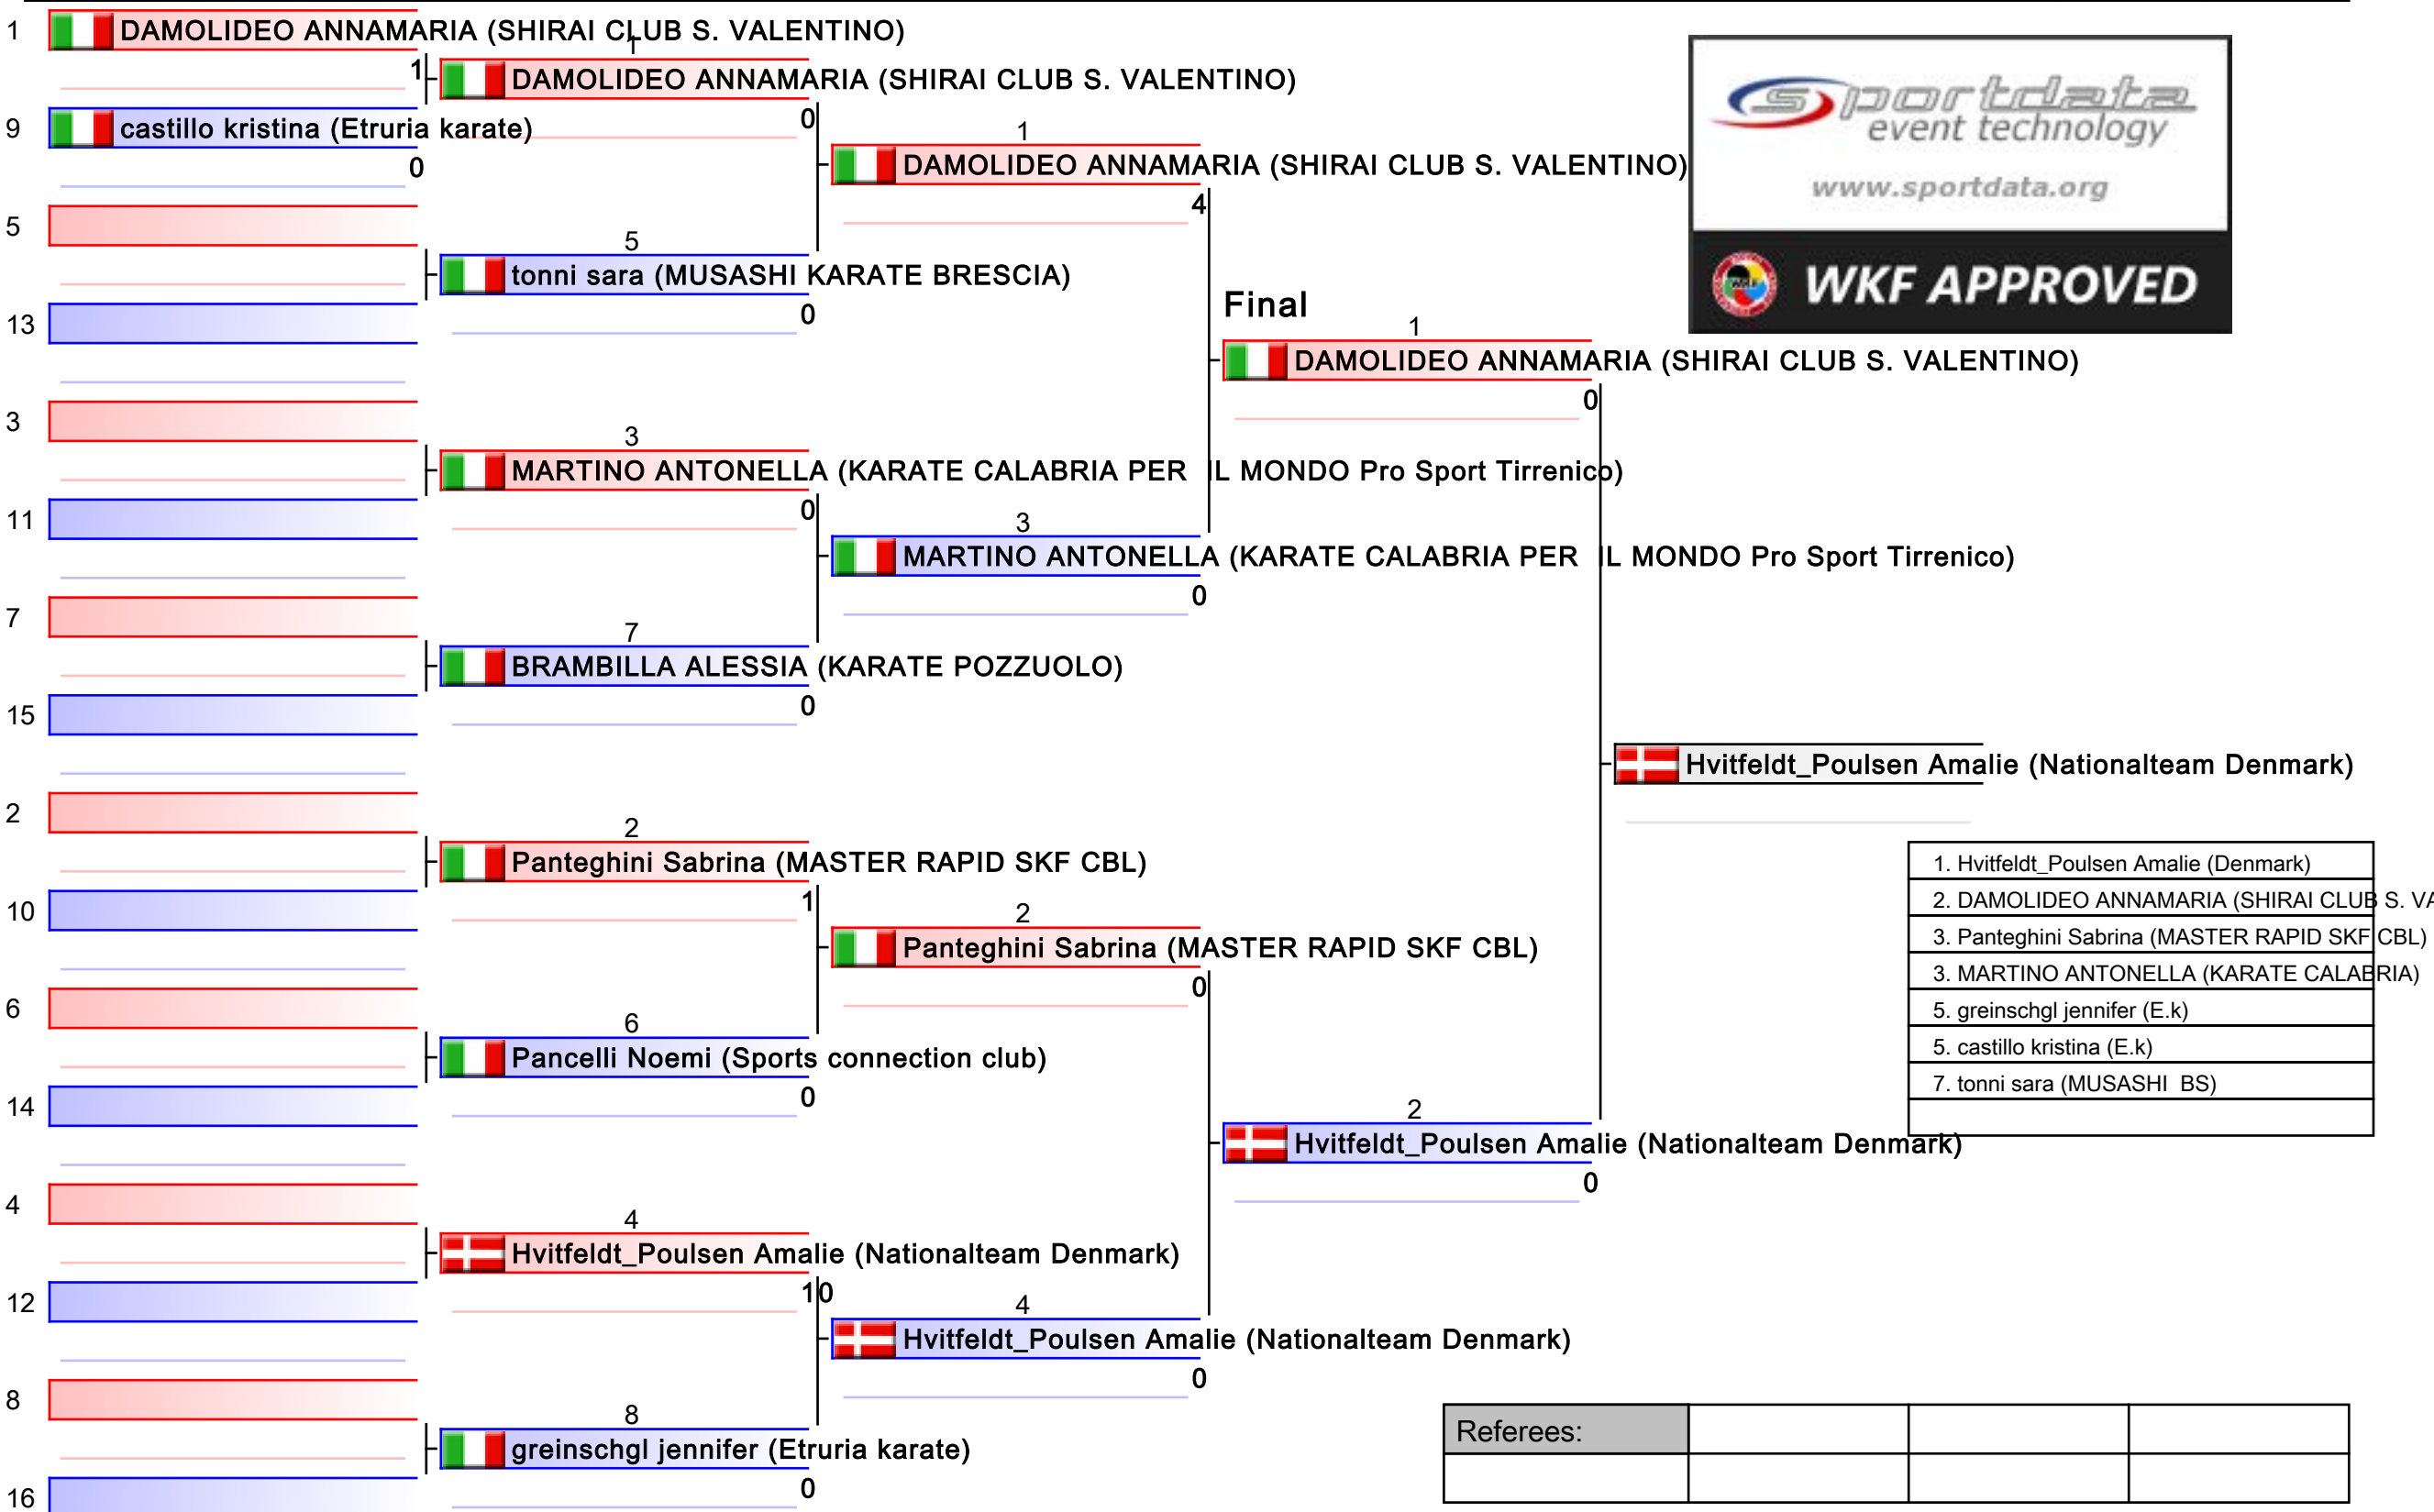 1 DAMOLIDEO ANNAMARIA (SHIRAI CLUB S. VALENTINO)
1
1
DAMOLIDEO ANNAMARIA (SHIRAI CLUB S. VALENTINO)
0
9 castillo kristina (Etruria karate)
0
1
DAMOLIDEO ANNAMARIA (SHIRAI CLUB S. VALENTINO)
4
sportdata
event technology
www.sportdata.org
WKF APPROVED
5
5
tonni sara (MUSASHI KARATE BRESCIA)
0
13
Final
1
DAMOLIDEO ANNAMARIA (SHIRAI CLUB S. VALENTINO)
0
3
3
MARTINO ANTONELLA (KARATE CALABRIA PER IL MONDO Pro Sport Tirrenico)
0
11
3
MARTINO ANTONELLA (KARATE CALABRIA PER IL MONDO Pro Sport Tirrenico)
0
7
7
BRAMBILLA ALESSIA (KARATE POZZUOLO)
0
15
Hvitfeldt_Poulsen Amalie (Nationalteam Denmark)
2
2
Panteghini Sabrina (MASTER RAPID SKF CBL)
1
10
2
Panteghini Sabrina (MASTER RAPID SKF CBL)
0
1. Hvitfeldt_Poulsen Amalie (Denmark)
2. DAMOLIDEO ANNAMARIA (SHIRAI CLUB S. VA
3. Panteghini Sabrina (MASTER RAPID SKF CBL)
3. MARTINO ANTONELLA (KARATE CALABRIA)
5. greinschgl jennifer (E.k)
5. castillo kristina (E.k)
7. tonni sara (MUSASHI BS)
6
6
Pancelli Noemi (Sports connection club)
0
14
2
Hvitfeldt_Poulsen Amalie (Nationalteam Denmark)
0
4
4
Hvitfeldt_Poulsen Amalie (Nationalteam Denmark)
10
12
4
Hvitfeldt_Poulsen Amalie (Nationalteam Denmark)
0
8
8
greinschgl jennifer (Etruria karate)
0
16
Referees: